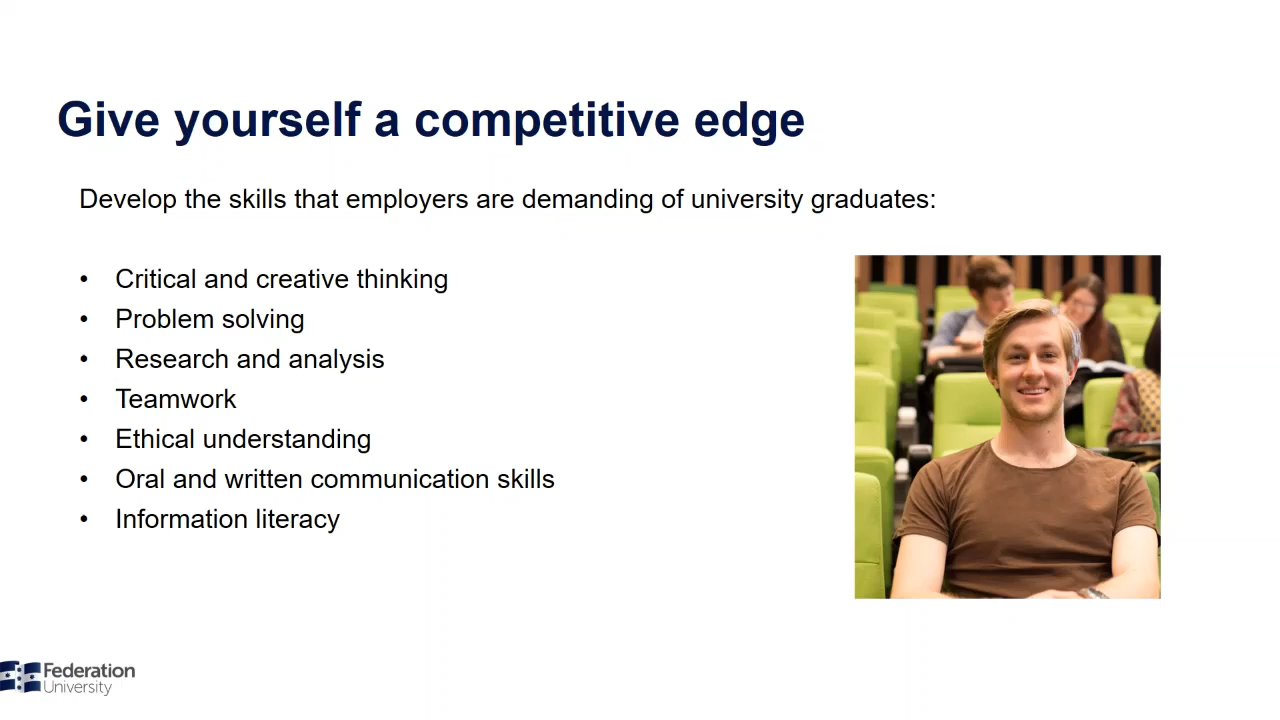 Give yourself a competitive edge
Develop the skills that employers are demanding of university graduates:
• Critical and creative thinking
• Problem solving
• Research and analysis
• Teamwork
• Ethical understanding
• Oral and written communication skills
• Information literacy
Federation
University